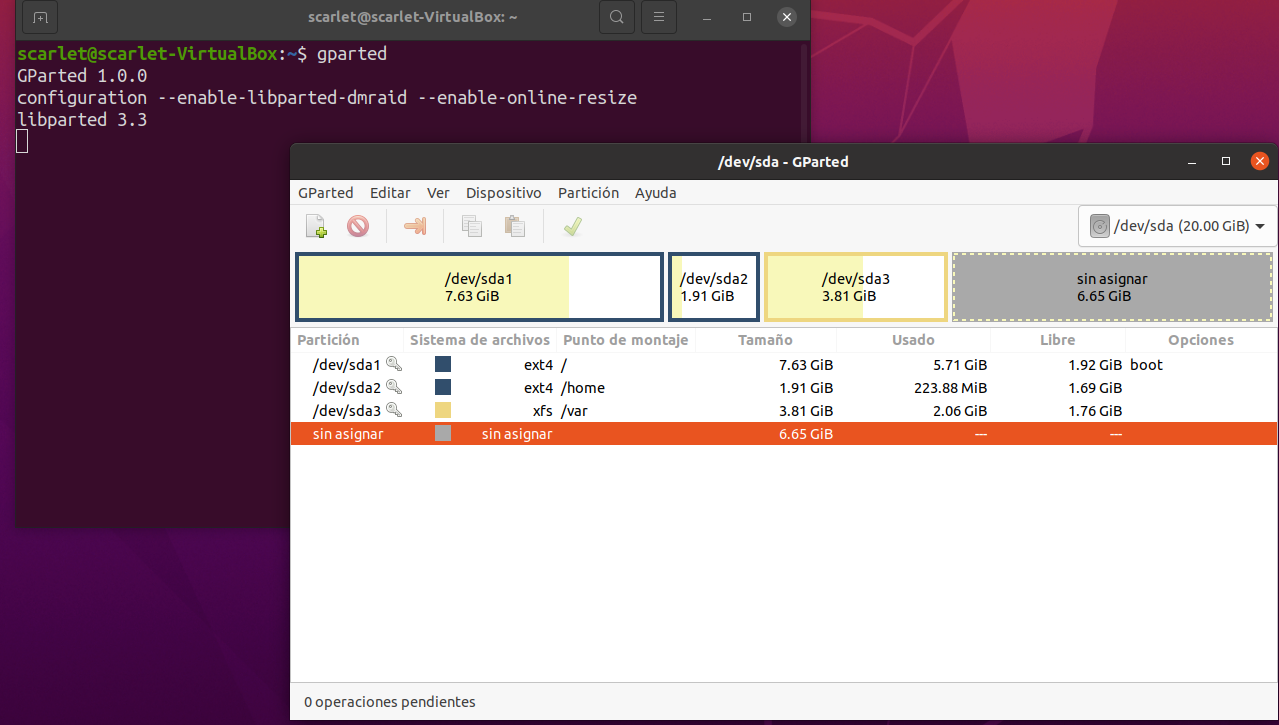 scarlet@scarlet-VirtualBox: ~
scarlet@scarlet-VirtualBox:~$ gparted
GParted 1.0.0
configuration --enable-libparted-dmraid --enable-online-resize
libparted 3.3
/dev/sda - GParted
GParted Editar Ver Dispositivo Partición Ayuda
/dev/sda (20.00 GiB)
/dev/sda1
7.63 GiB
/dev/sda2
1.91 GiB
/dev/sda3
3.81 GiB
sin asignar
6.65 GiB
Partición Sistema de archivos Punto de montaje Tamaño Usado Libre Opciones
/dev/sda1 ext4 / 7.63 GiB 5.71 GiB 1.92 GiB boot
/dev/sda2 ext4 /home 1.91 GiB 223.88 MiB 1.69 GiB
/dev/sda3 xfs /var 3.81 GiB 2.06 GiB 1.76 GiB
sin asignar sin asignar 6.65 GiB --- ---
0 operaciones pendientes